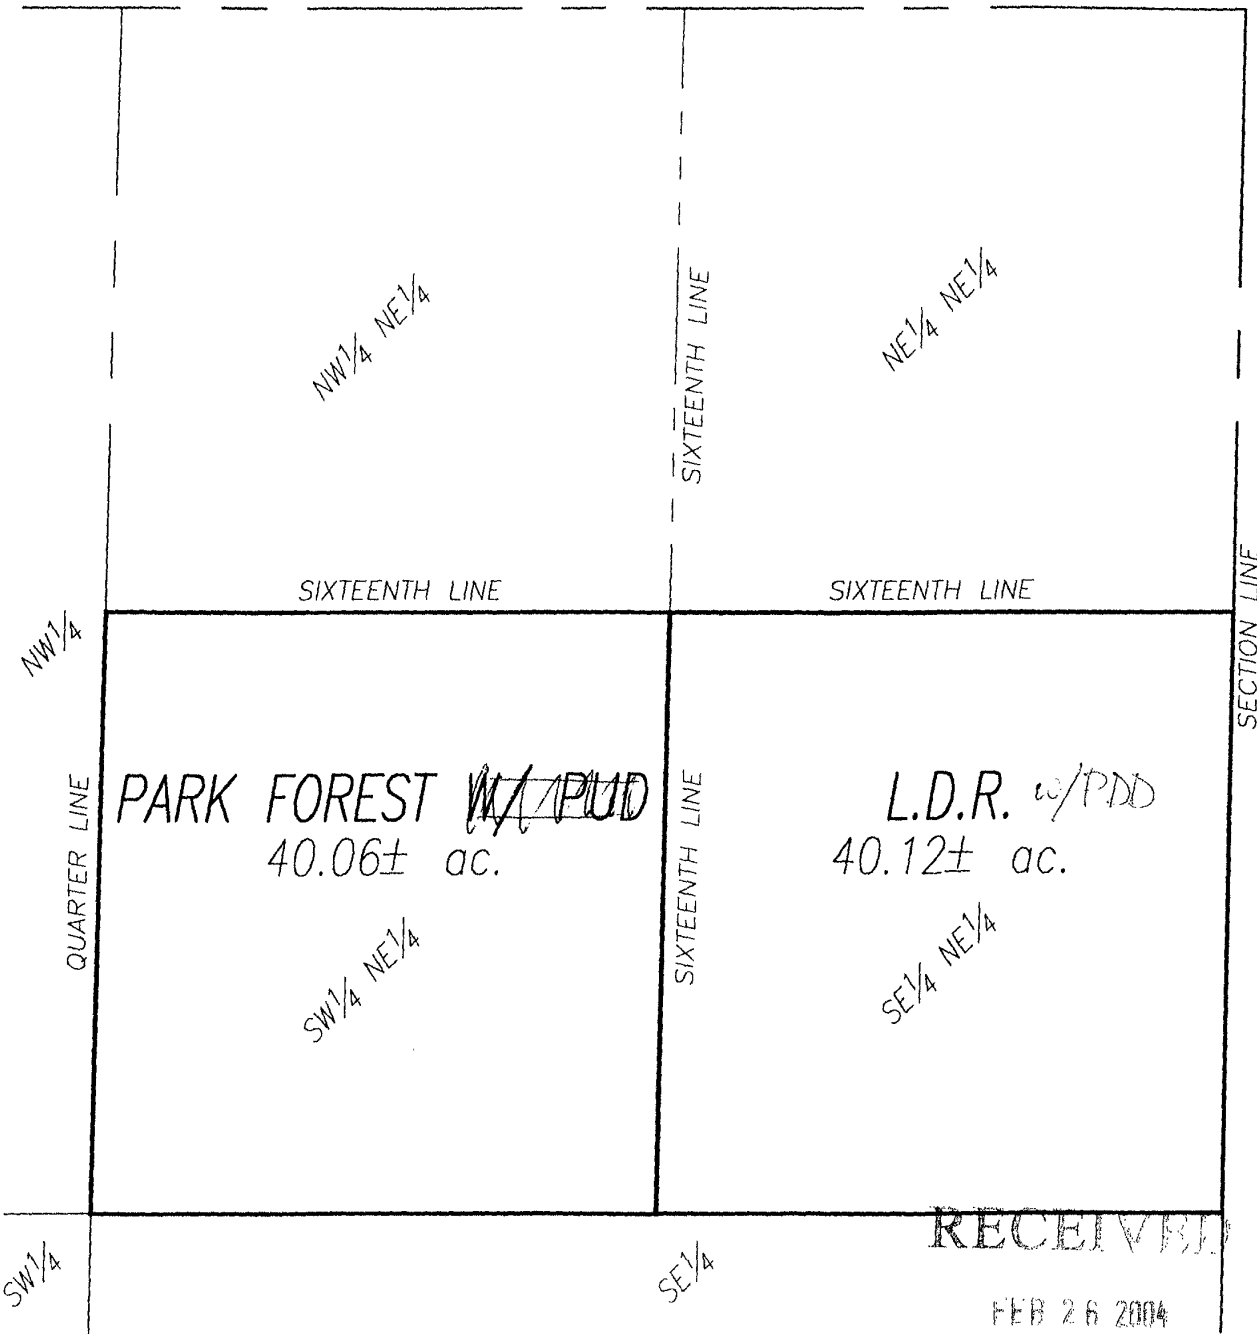 NW1/4 NE1/4
NE1/4 NE1/4
SIXTEENTH LINE
SIXTEENTH LINE
SIXTEENTH LINE
SECTION LINE
NW1/4
QUARTER LINE
PARK FOREST W/ PUD
40.06± ac.
SW1/4 NE1/4
SIXTEENTH LINE
L.D.R. w/PDD
40.12± ac.
SE1/4 NE1/4
SW1/4
SE1/4
RECEIVED
FEB 26 2004